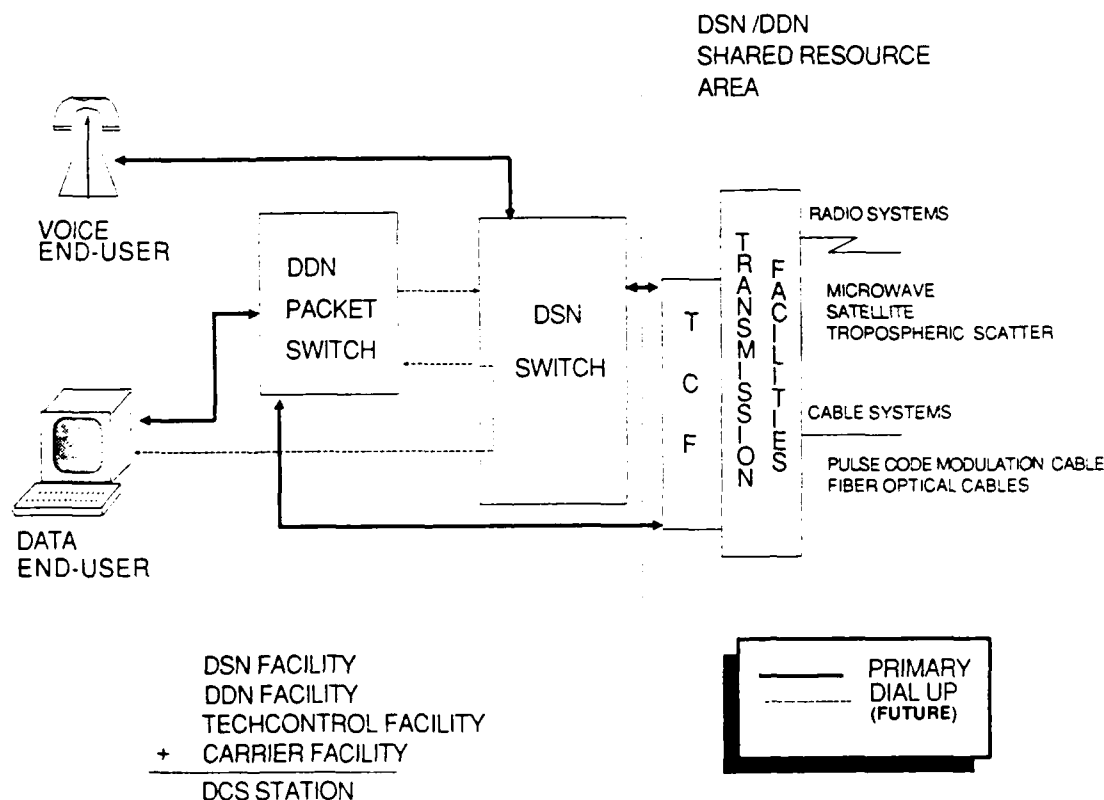 DSN /DDN
SHARED RESOURCE
AREA
VOICE
END-USER
DDN
PACKET
SWITCH
DSN
SWITCH
T
C
F
TRANSMISSION
FACILITIES
RADIO SYSTEMS
MICROWAVE
SATELLITE
TROPOSPHERIC SCATTER
CABLE SYSTEMS
PULSE CODE MODULATION CABLE
FIBER OPTICAL CABLES
DATA
END-USER
DSN FACILITY
DDN FACILITY
TECHCONTROL FACILITY
+ CARRIER FACILITY
DCS STATION
PRIMARY
DIAL UP
(FUTURE)